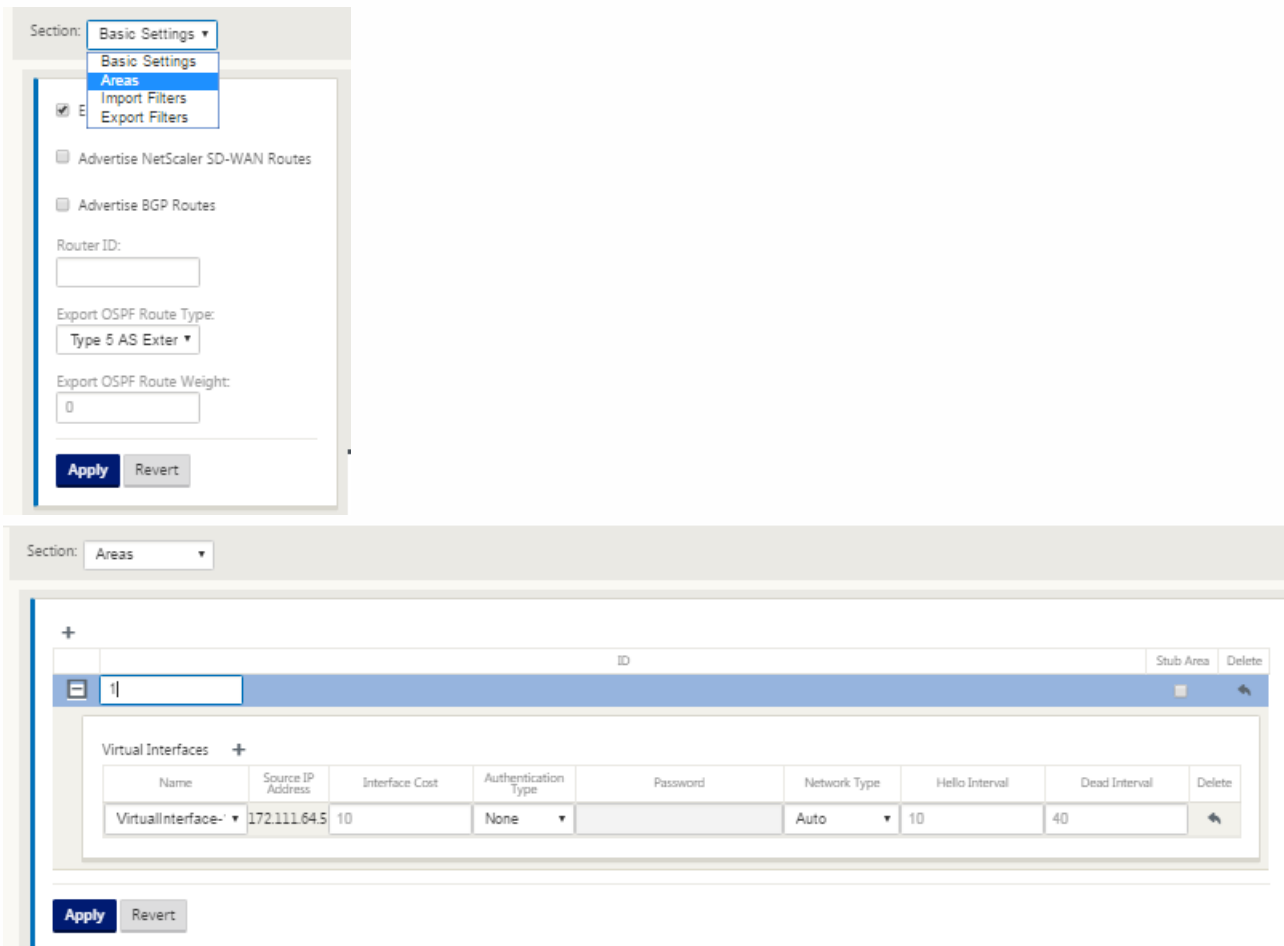 Section: Basic Settings
Basic Settings
Areas
Import Filters
Export Filters
E
Advertise NetScaler SD-WAN Routes
Advertise BGP Routes
Router ID:
Export OSPF Route Type:
Type 5 AS Exter
Export OSPF Route Weight:
0
Apply Revert
Section: Areas
+
ID Stub Area Delete
1
Virtual Interfaces +
Name Source IP Address Interface Cost Authentication Type Password Network Type Hello Interval Dead Interval Delete
VirtualInterface-' 172.111.64.5 10 None Auto 10 40
Apply Revert